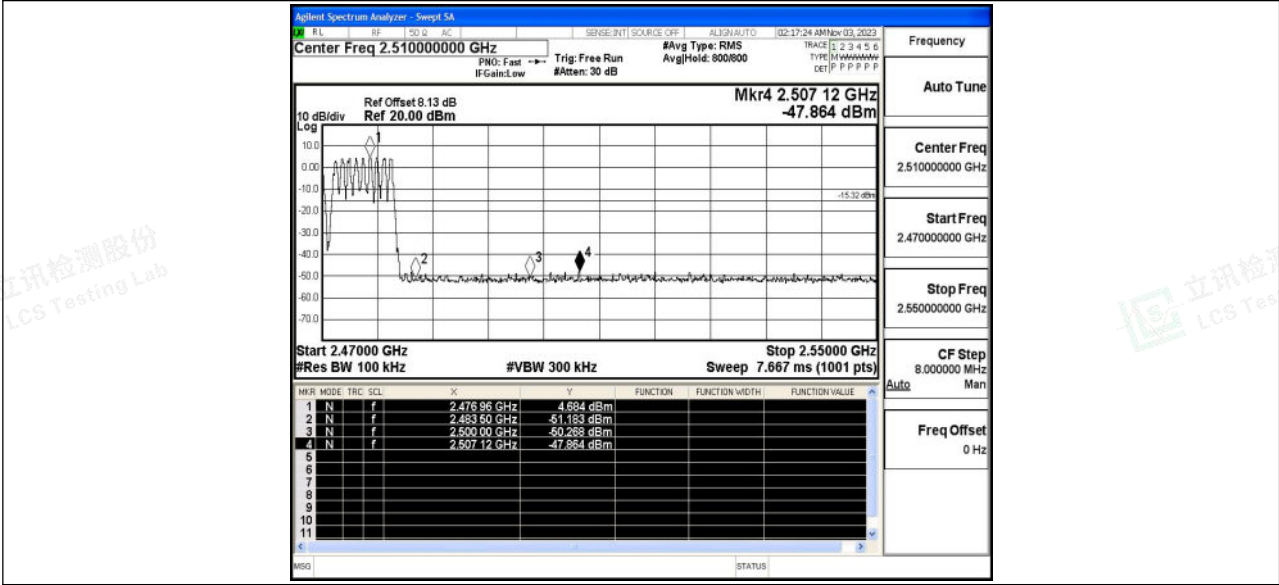 Agilent Spectrum Analyzer - Swept SA
RL RF 50 Ω AC SENSE:INT SOURCE OFF ALIGNAUTO 02:17:24 AM Nov 03, 2023
Center Freq 2.510000000 GHz
PNO: Fast
IFGain:Low
Trig: Free Run
#Atten: 30 dB
#Avg Type: RMS
Avg|Hold: 800/800
TRACE 1 2 3 4 5 6
TYPE MWWWWW
DET P P P P P P
Mkr4 2.507 12 GHz
-47.864 dBm
Ref Offset 8.13 dB
10 dB/div Ref 20.00 dBm
Log
10.0
0.00
-10.0
-20.0
-30.0
-40.0
-50.0
-60.0
-70.0
1
2
3
4
-15.32 dBm
Start 2.47000 GHz Stop 2.55000 GHz
#Res BW 100 kHz #VBW 300 kHz Sweep 7.667 ms (1001 pts)
MKR MODE TRC SCL X Y FUNCTION FUNCTION WIDTH FUNCTION VALUE
1 N f 2.476 96 GHz 4.684 dBm
2 N f 2.483 50 GHz -51.183 dBm
3 N f 2.500 00 GHz -50.268 dBm
4 N f 2.507 12 GHz -47.864 dBm
5
6
7
8
9
10
11
MSG STATUS
Frequency
Auto Tune
Center Freq
2.510000000 GHz
Start Freq
2.470000000 GHz
Stop Freq
2.550000000 GHz
CF Step
8.000000 MHz
Auto Man
Freq Offset
0 Hz
立讯检测股份
LCS Testing Lab
立讯检
LCS Tes